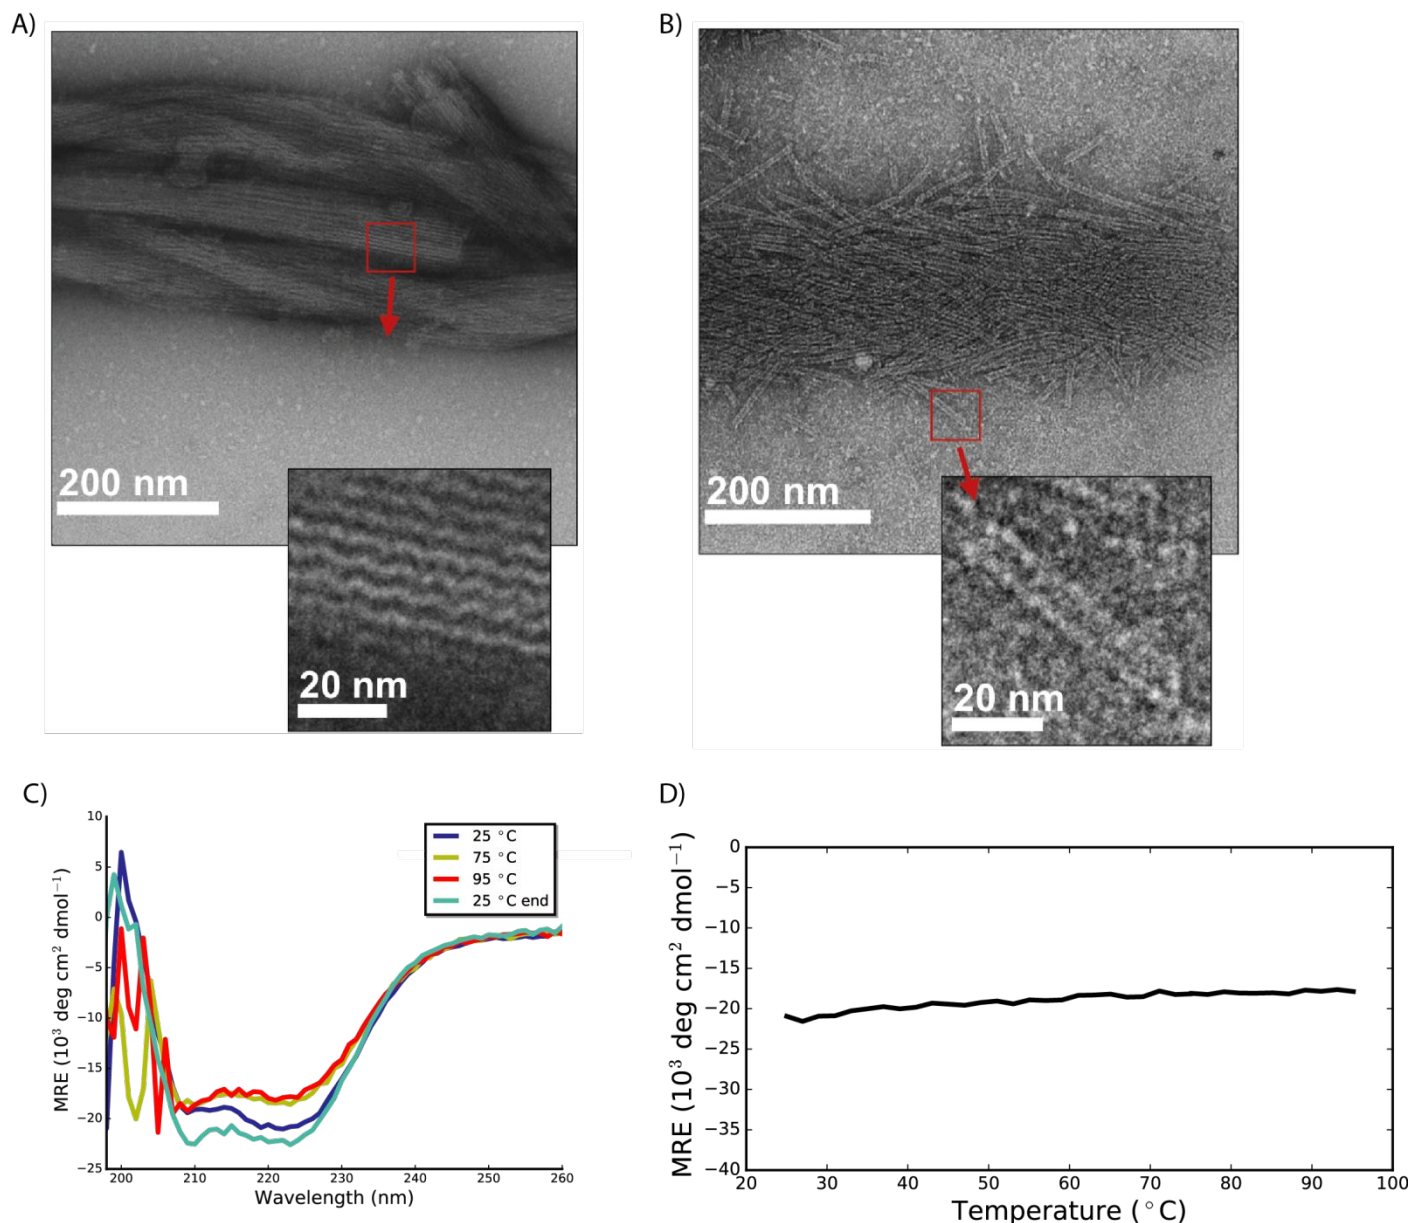 A)
B)
200 nm
20 nm
200 nm
20 nm
C)
MRE (10³ deg cm² dmol⁻¹)
10
5
0
−5
−10
−15
−20
−25
25 °C
75 °C
95 °C
25 °C end
200
210
220
230
240
250
260
Wavelength (nm)
D)
MRE (10³ deg cm² dmol⁻¹)
0
−5
−10
−15
−20
−25
−30
−35
−40
20
30
40
50
60
70
80
90
100
Temperature (°C)